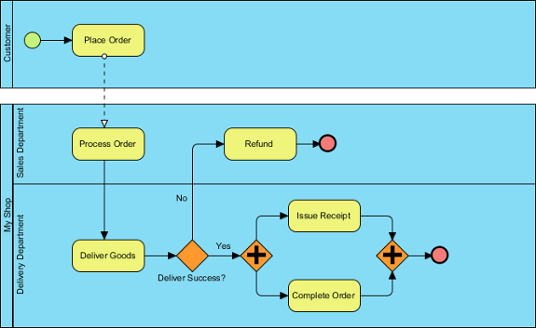 Customer
Place Order
My Shop
Sales Department
Process Order
Refund
No
Delivery Department
Deliver Goods
Deliver Success?
Yes
Issue Receipt
Complete Order